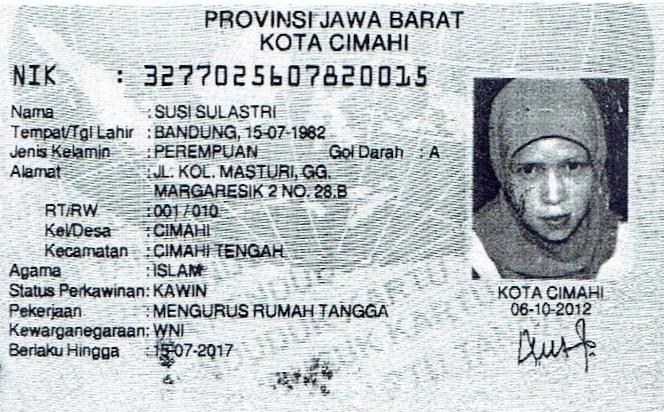 PROVINSI JAWA BARAT
KOTA CIMAHI
NIK : 3277025607820015
Nama : SUSI SULASTRI
Tempat/Tgl Lahir : BANDUNG, 15-07-1982
Jenis Kelamin : PEREMPUAN Gol Darah : A
Alamat : JL. KOL. MASTURI, GG.
MARGARESIK 2 NO. 28.B
RT/RW : 001 / 010
Kel/Desa : CIMAHI
Kecamatan : CIMAHI TENGAH
Agama : ISLAM
Status Perkawinan: KAWIN
Pekerjaan : MENGURUS RUMAH TANGGA
Kewarganegaraan: WNI
Berlaku Hingga : 15-07-2017
KOTA CIMAHI
06-10-2012